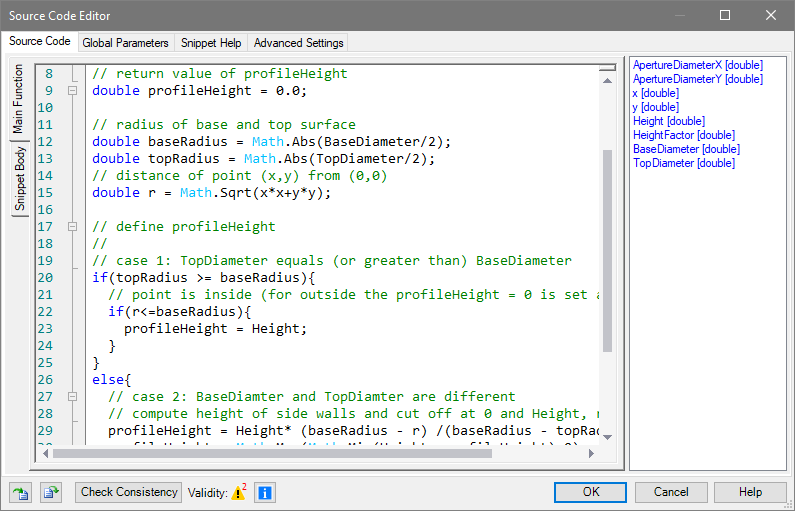 Source Code Editor
Source Code Global Parameters Snippet Help Advanced Settings
Main Function
Snippet Body
8 // return value of profileHeight
9 double profileHeight = 0.0;
10
11 // radius of base and top surface
12 double baseRadius = Math.Abs(BaseDiameter/2);
13 double topRadius = Math.Abs(TopDiameter/2);
14 // distance of point (x,y) from (0,0)
15 double r = Math.Sqrt(x*x+y*y);
16
17 // define profileHeight
18 //
19 // case 1: TopDiameter equals (or greater than) BaseDiameter
20 if(topRadius >= baseRadius){
21 // point is inside (for outside the profileHeight = 0 is set
22 if(r<=baseRadius){
23 profileHeight = Height;
24 }
25 }
26 else{
27 // case 2: BaseDiamter and TopDiamter are different
28 // compute height of side walls and cut off at 0 and Height,
29 profileHeight = Height* (baseRadius - r) /(baseRadius - topRad
ApertureDiameterX [double]
ApertureDiameterY [double]
x [double]
y [double]
Height [double]
HeightFactor [double]
BaseDiameter [double]
TopDiameter [double]
Check Consistency Validity: 2 OK Cancel Help